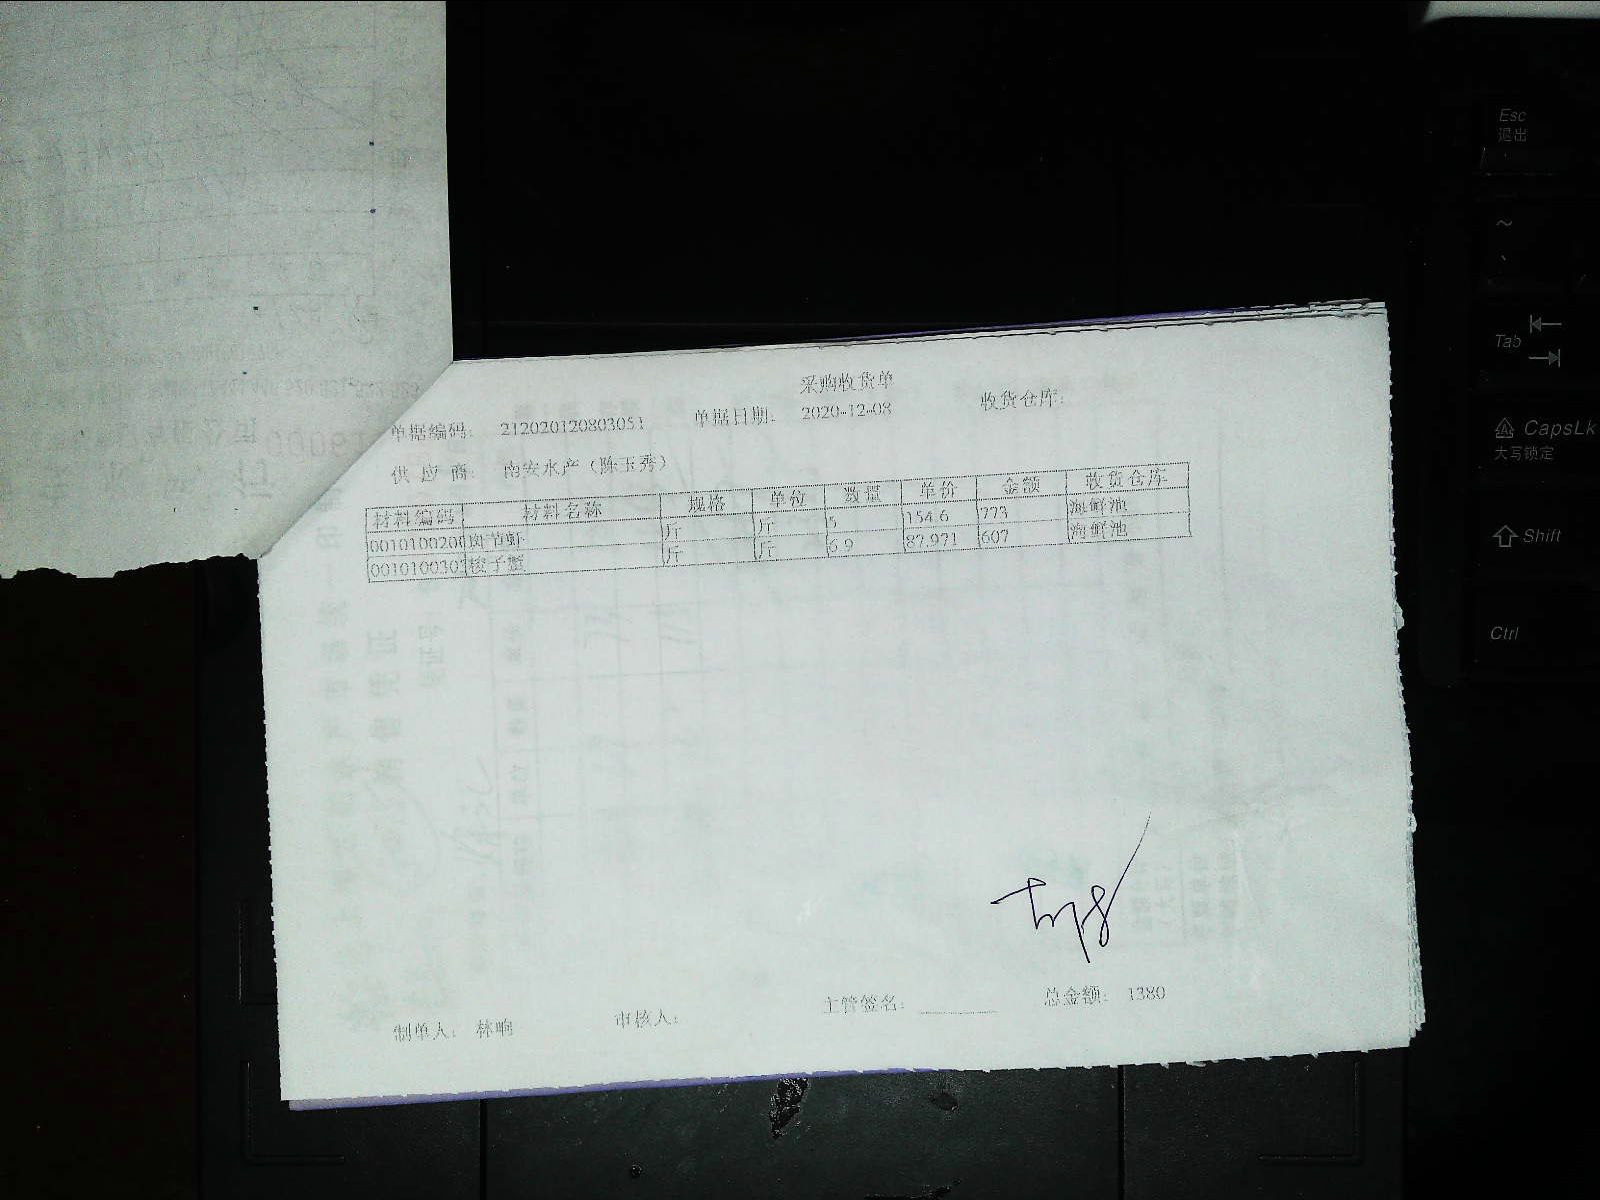 采购收货单
单据编码: 212020120803051 单据日期: 2020-12-08 收货仓库:
供应商: 南安水产（陈玉秀）
材料编码 材料名称 规格 单位 数量 单价 金额 收货仓库
001010020 斑节虾 斤 斤 5 154.6 773 海鲜池
001010030 梭子蟹 斤 斤 6.9 87.971 607 海鲜池
制单人: 林响 审核人: 主管签名: 总金额: 1380
Esc
退出
~
Tab
CapsLk
大写锁定
Shift
Ctrl